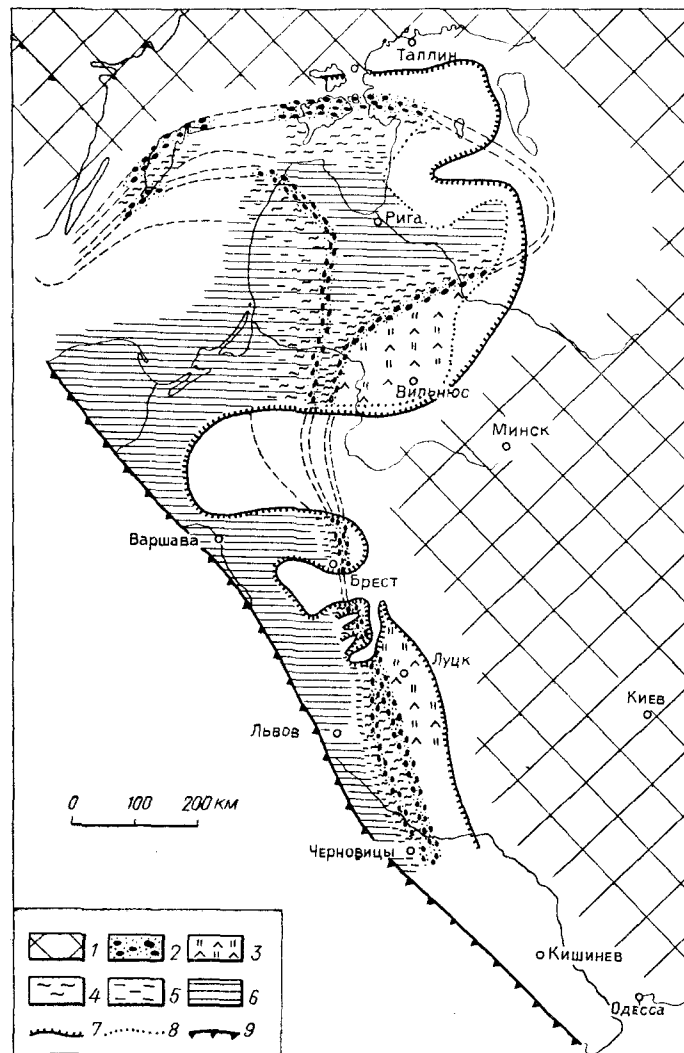 Таллин
Рига
Вильнюс
Минск
Варшава
Брест
Луцк
Киев
Львов
0 100 200 км
Черновицы
Кишинев
Одесса
1 2 3
4 5 6
7 8 9